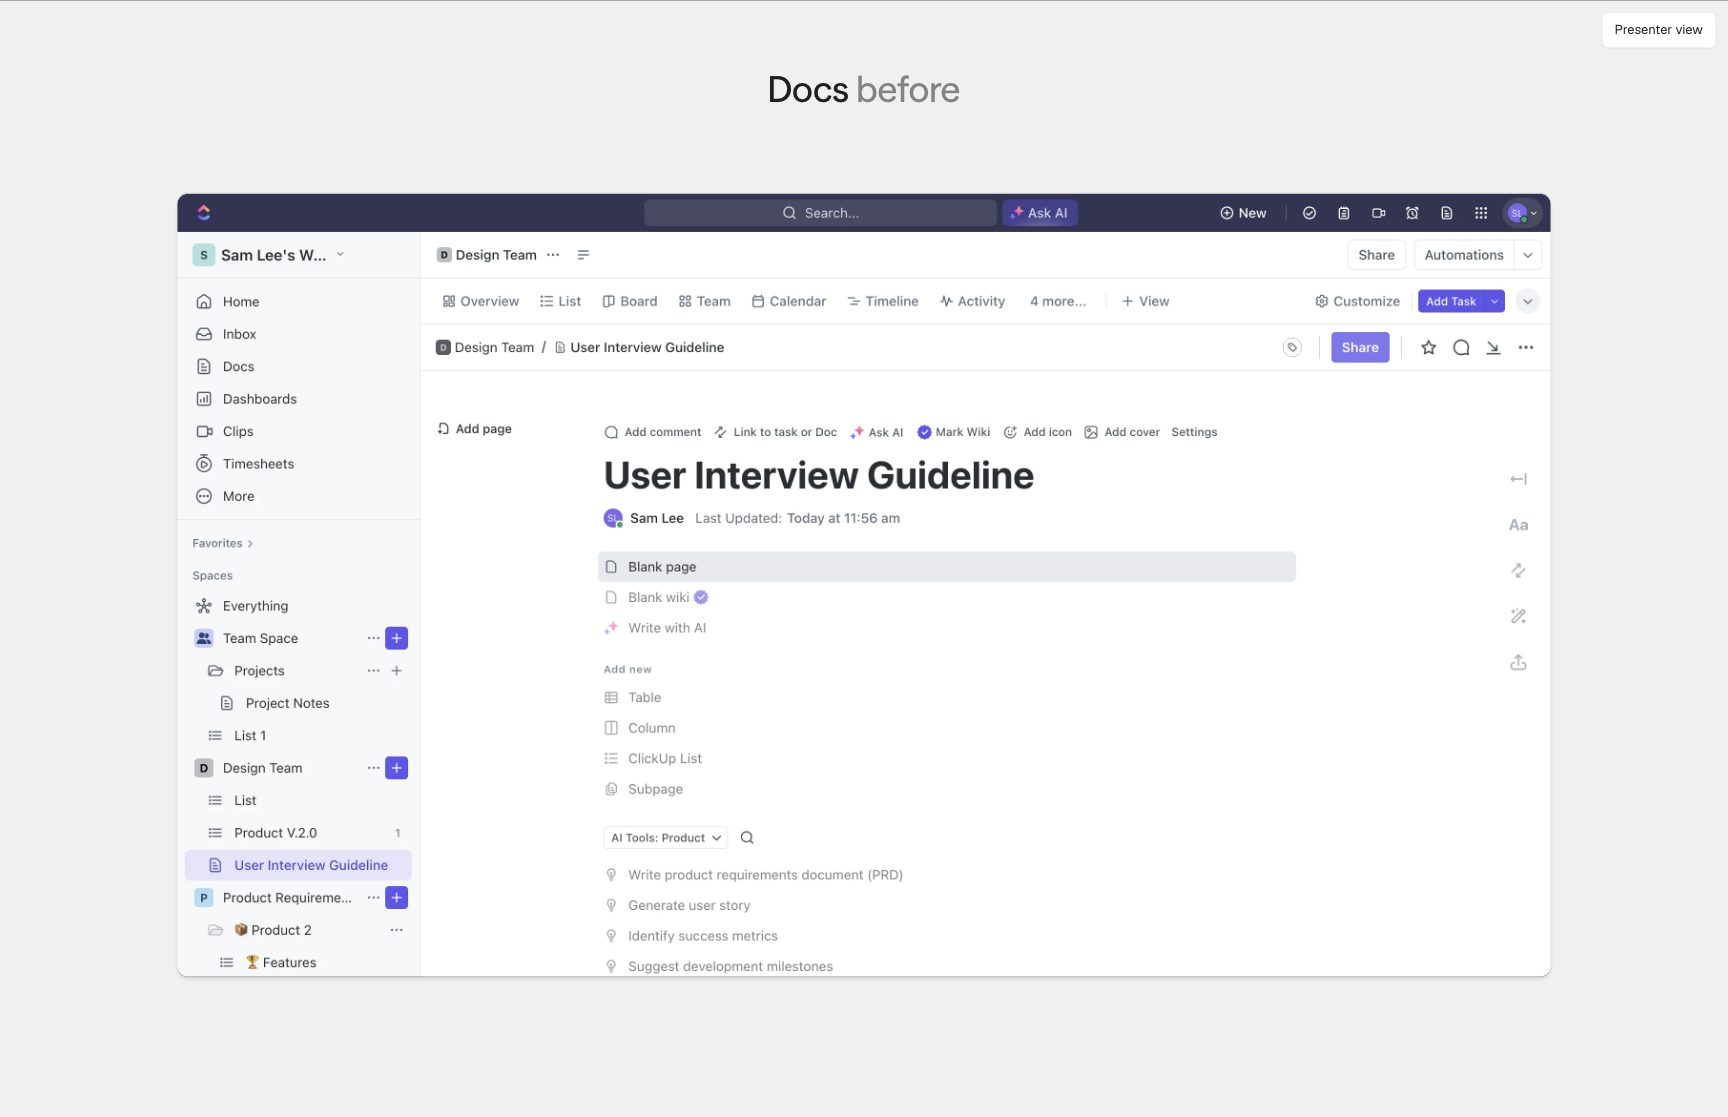 Presenter view
Docs before
Search...
Ask AI
New
SL
S Sam Lee's W...
D Design Team
Share
Automations
Home
Inbox
Docs
Dashboards
Clips
Timesheets
More
Favorites
Spaces
Everything
Team Space
Projects
Project Notes
List 1
D Design Team
List
Product V.2.0 1
User Interview Guideline
P Product Requireme...
Product 2
Features
Overview
List
Board
Team
Calendar
Timeline
Activity
4 more...
View
Customize
Add Task
D Design Team / User Interview Guideline
Share
Add page
Add comment
Link to task or Doc
Ask AI
Mark Wiki
Add icon
Add cover
Settings
User Interview Guideline
SL Sam Lee Last Updated: Today at 11:56 am
Blank page
Blank wiki
Write with AI
Add new
Table
Column
ClickUp List
Subpage
AI Tools: Product
Write product requirements document (PRD)
Generate user story
Identify success metrics
Suggest development milestones
Aa